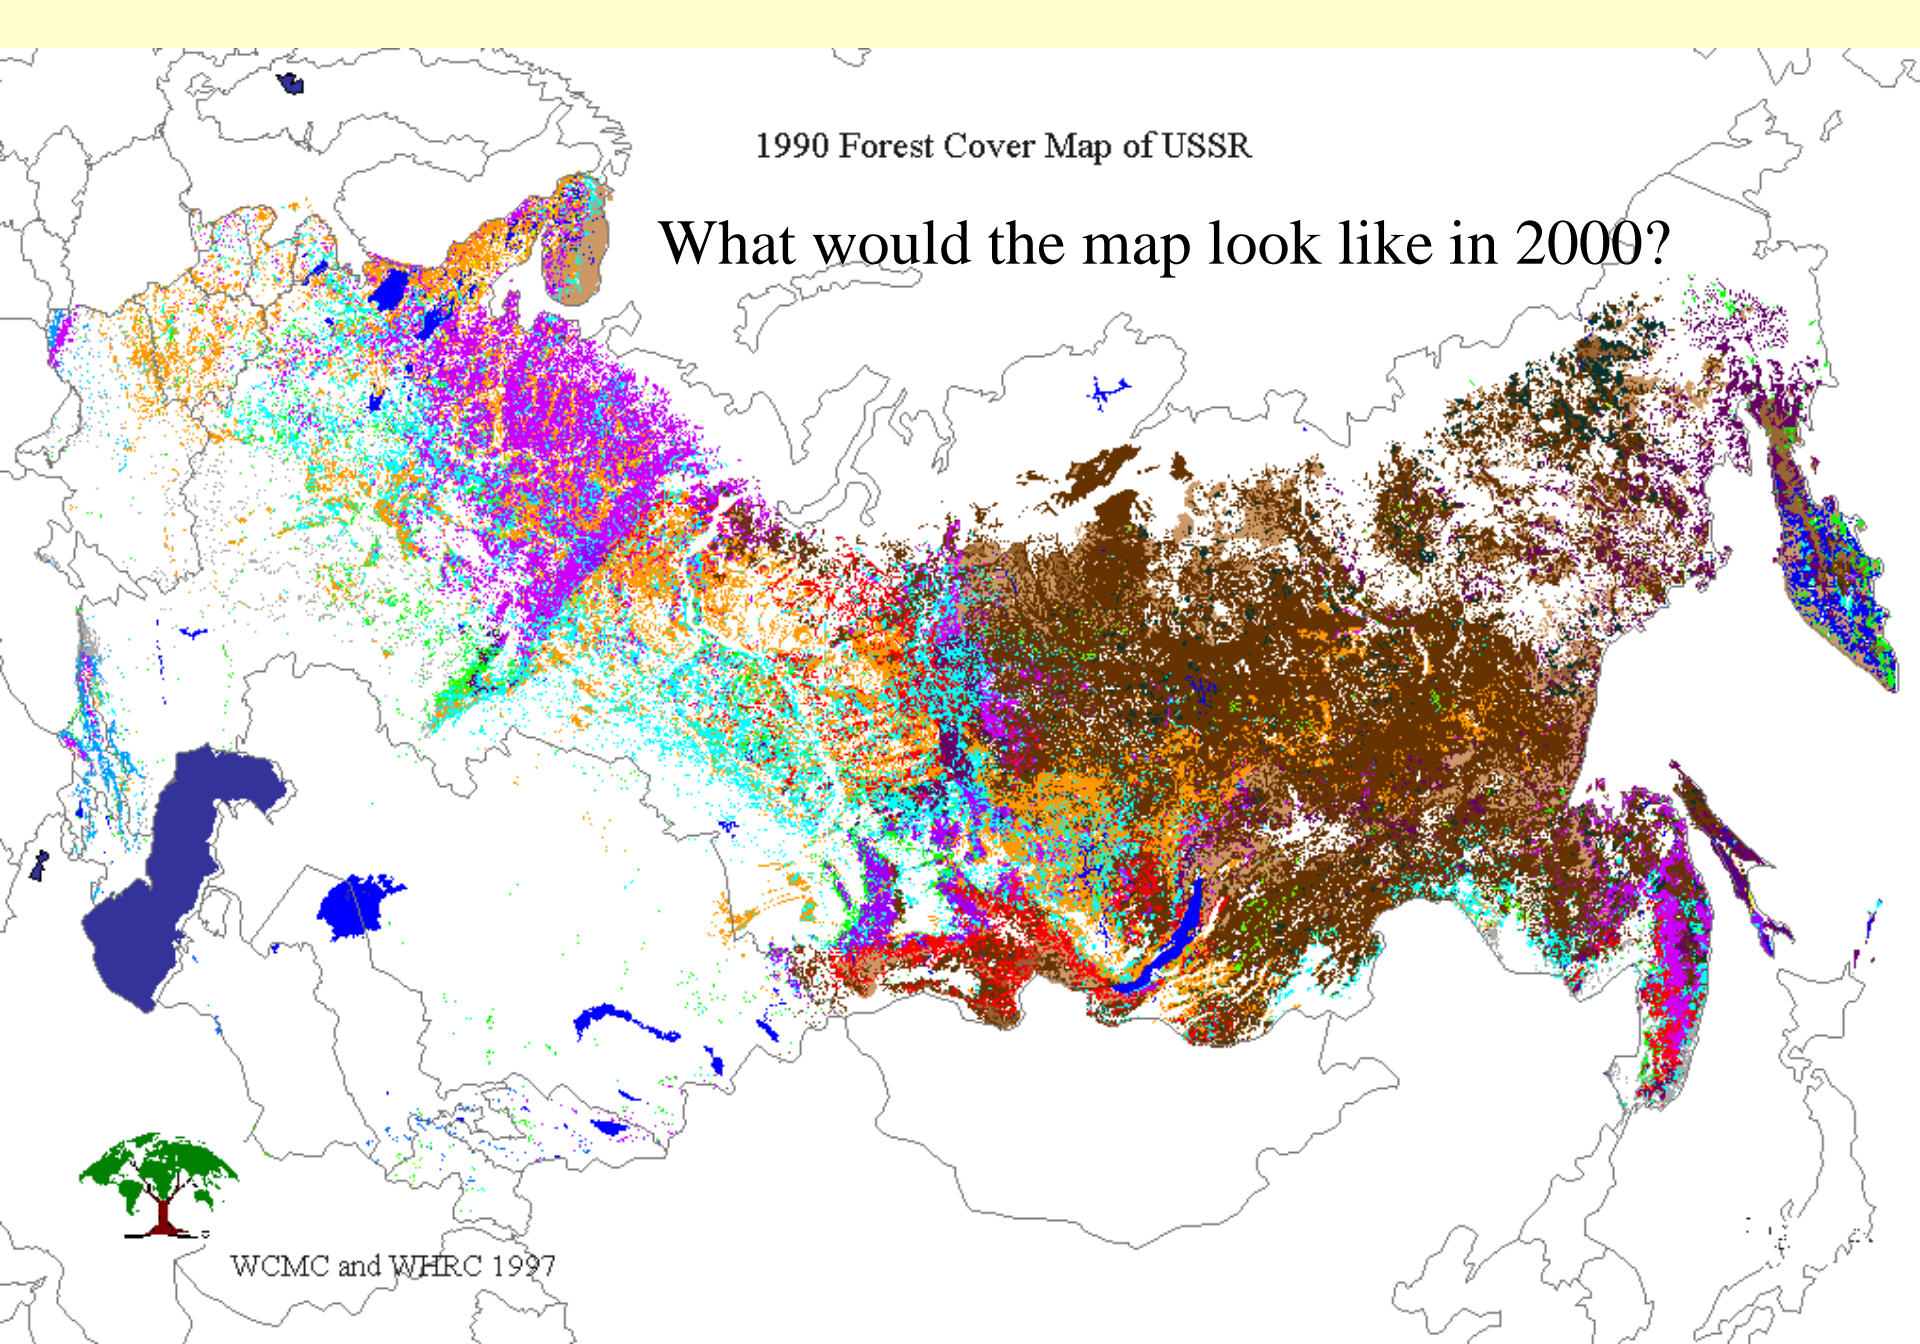 1990 Forest Cover Map of USSR
What would the map look like in 2000?
WCMC and WHRC 1997